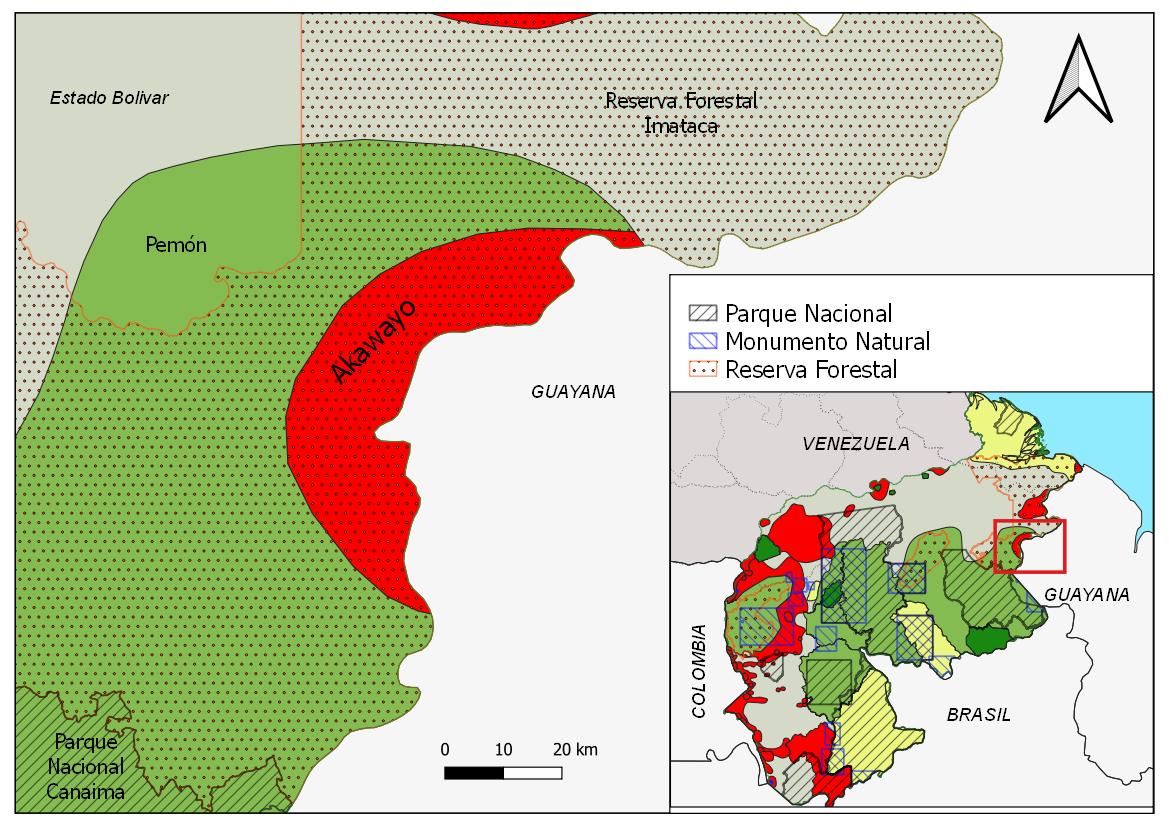 Estado Bolivar
Reserva Forestal
Imataca
Pemón
Akawayo
GUAYANA
Parque
Nacional
Canaima
0 10 20 km
Parque Nacional
Monumento Natural
Reserva Forestal
VENEZUELA
GUAYANA
COLOMBIA
BRASIL